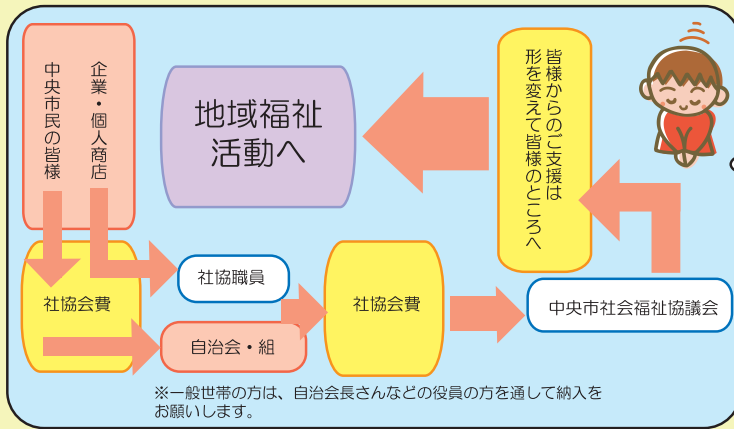 企業・個人商店
中央市民の皆様
地域福祉
活動へ
皆様からのご支援は
形を変えて皆様のところへ
社協会費
社協職員
自治会・組
社協会費
中央市社会福祉協議会
※一般世帯の方は、自治会長さんなどの役員の方を通して納入を
お願いします。